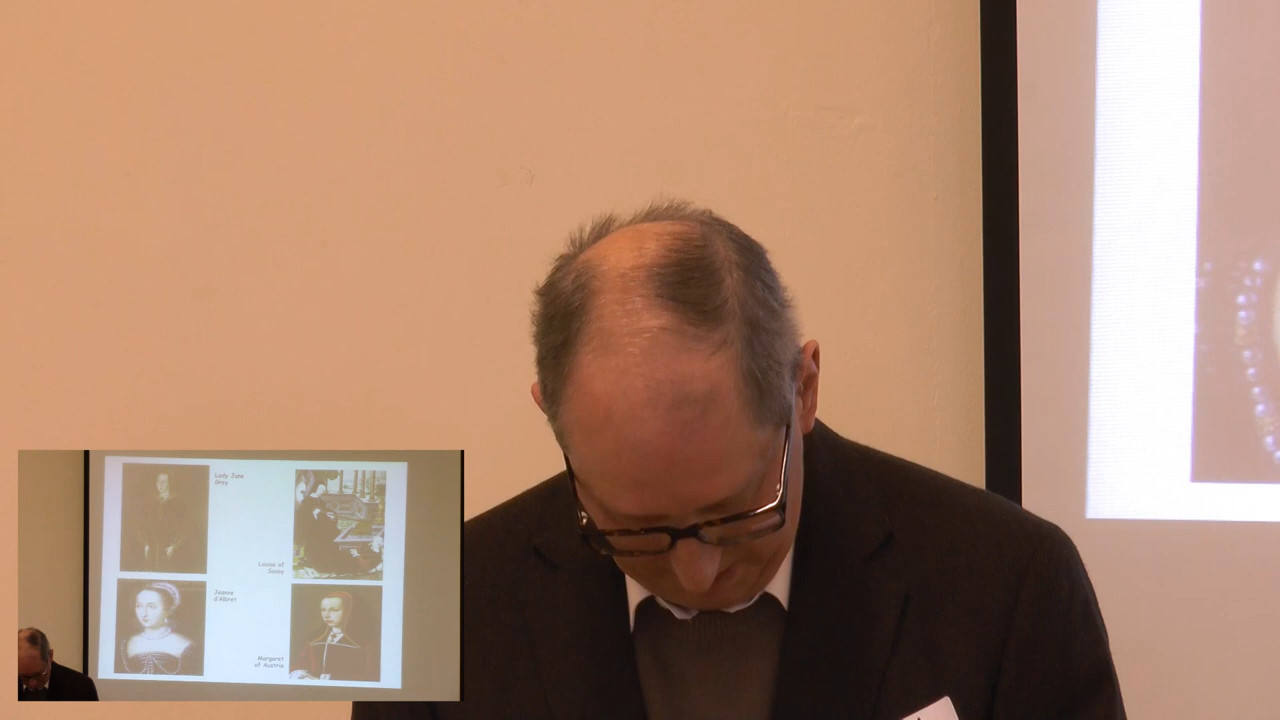 Lady Jane
Grey
Louise of
Savoy
Jeanne
d'Albret
Margaret
of Austria